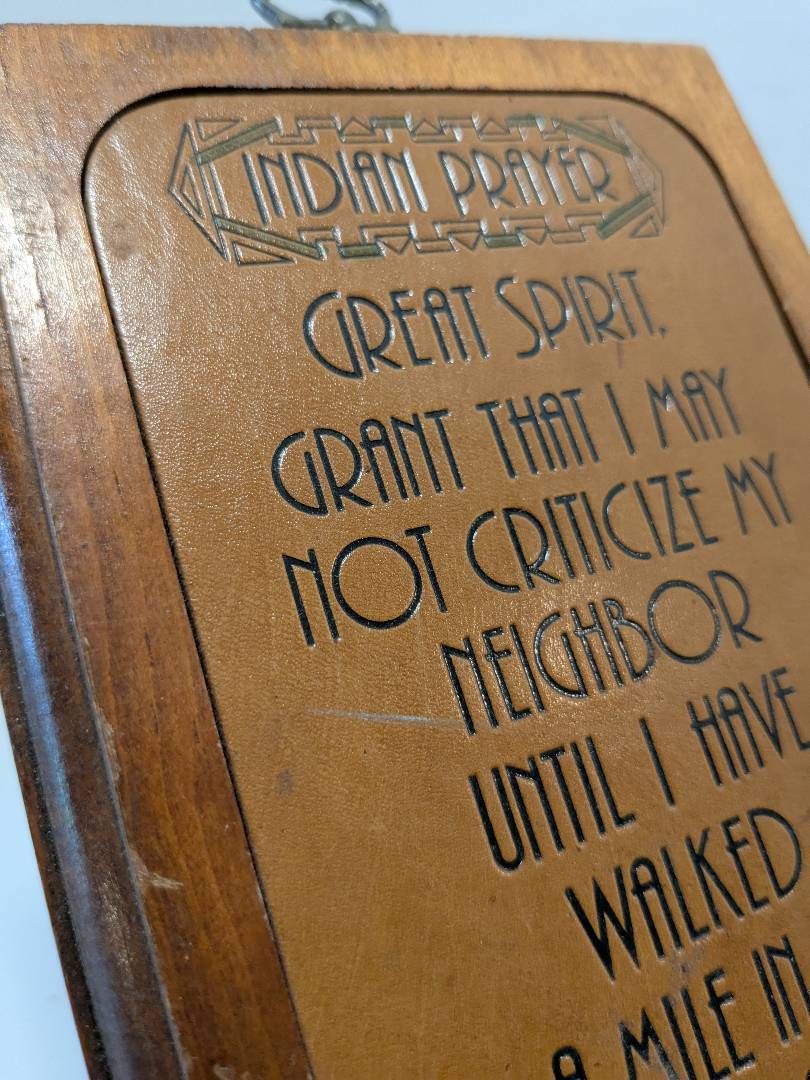 INDIAN PRAYER
GREAT SPIRIT,
GRANT THAT I MAY
NOT CRITICIZE MY
NEIGHBOR
UNTIL I HAVE
WALKED
A MILE IN